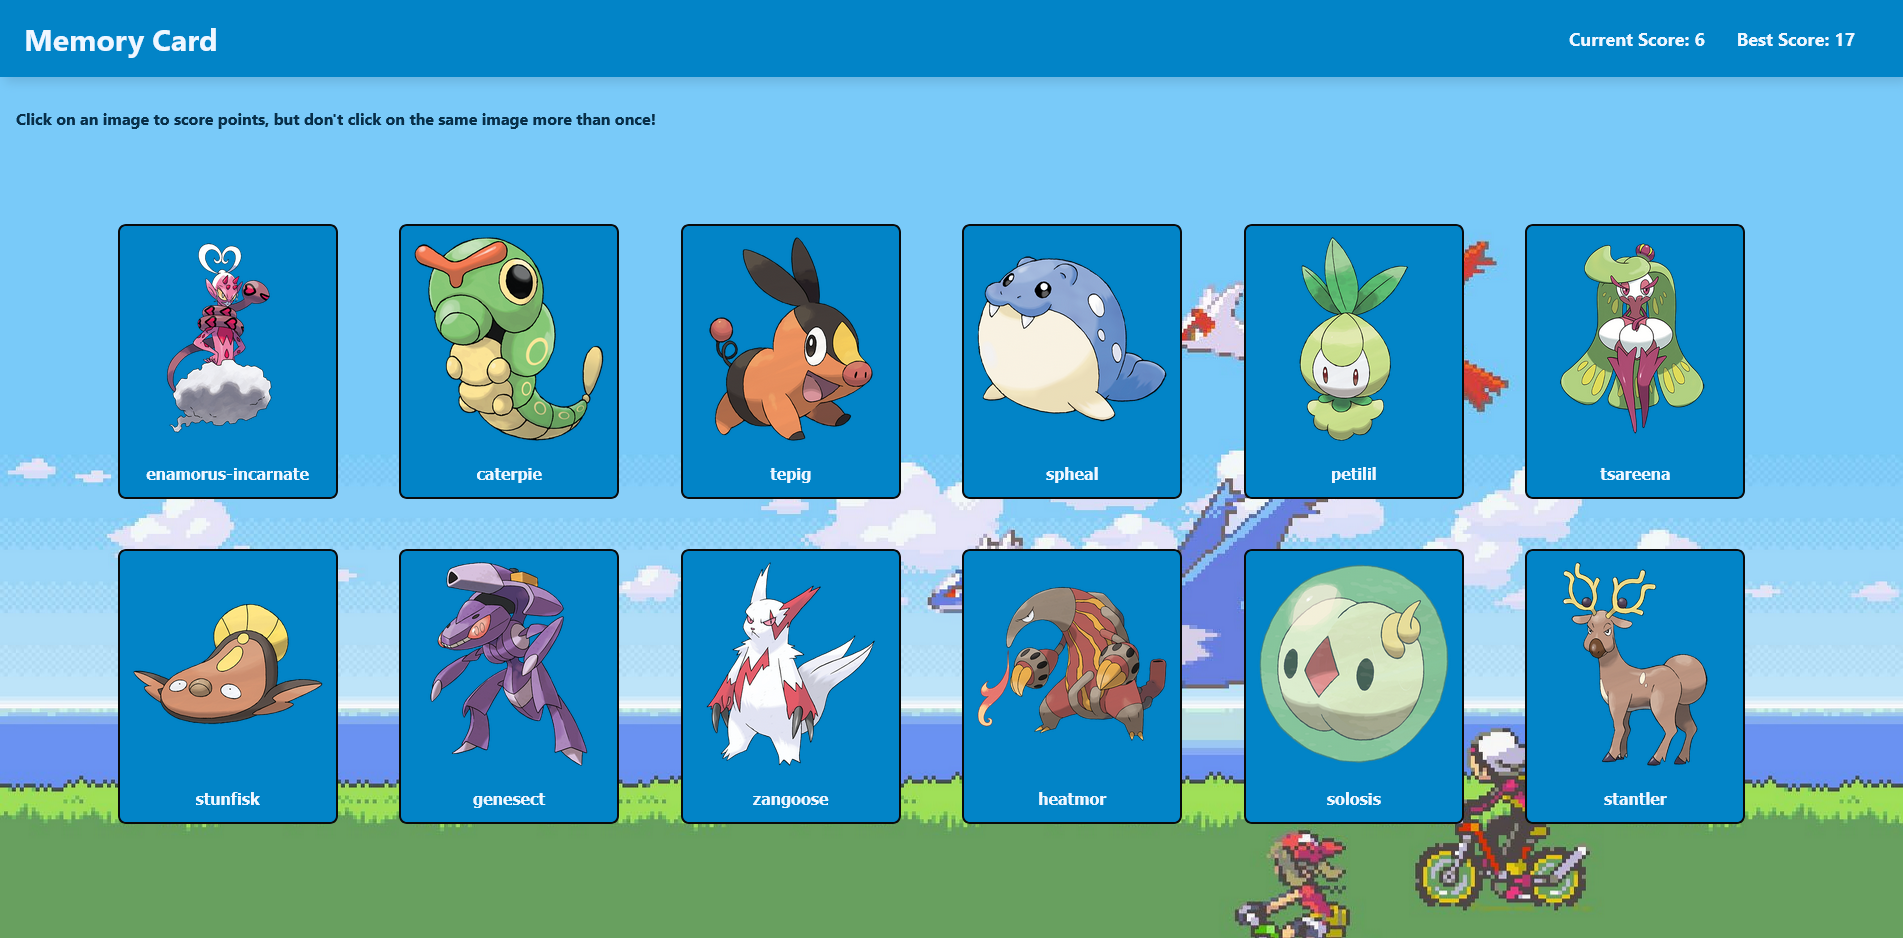 Memory Card
Current Score: 6
Best Score: 17
Click on an image to score points, but don't click on the same image more than once!
enamorus-incarnate
caterpie
tepig
spheal
petilil
tsareena
stunfisk
genesect
zangoose
heatmor
solosis
stantler